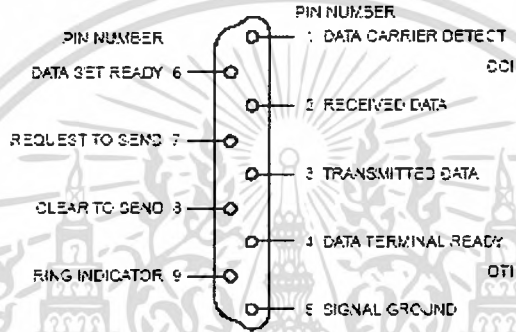 PIN NUMBER
PIN NUMBER
1 DATA CARRIER DETECT
DATA SET READY 6
2 RECEIVED DATA
REQUEST TO SEND 7
3 TRANSMITTED DATA
CLEAR TO SEND 8
4 DATA TERMINAL READY
RING INDICATOR 9
5 SIGNAL GROUND